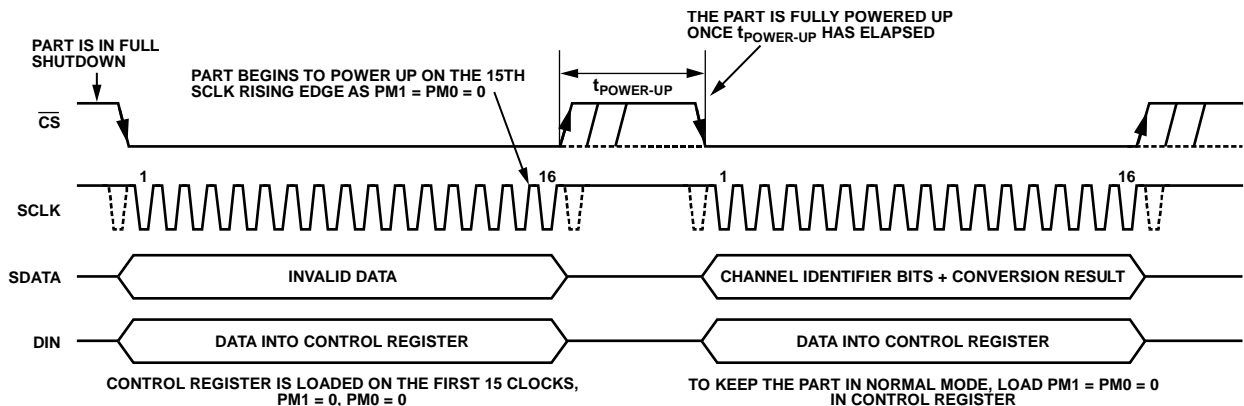 THE PART IS FULLY POWERED UP
ONCE tPOWER-UP HAS ELAPSED
PART IS IN FULL
SHUTDOWN
PART BEGINS TO POWER UP ON THE 15TH
SCLK RISING EDGE AS PM1 = PM0 = 0
tPOWER-UP
CS
1
16
1
16
SCLK
SDATA
INVALID DATA
CHANNEL IDENTIFIER BITS + CONVERSION RESULT
DIN
DATA INTO CONTROL REGISTER
DATA INTO CONTROL REGISTER
CONTROL REGISTER IS LOADED ON THE FIRST 15 CLOCKS,
PM1 = 0, PM0 = 0
TO KEEP THE PART IN NORMAL MODE, LOAD PM1 = PM0 = 0
IN CONTROL REGISTER